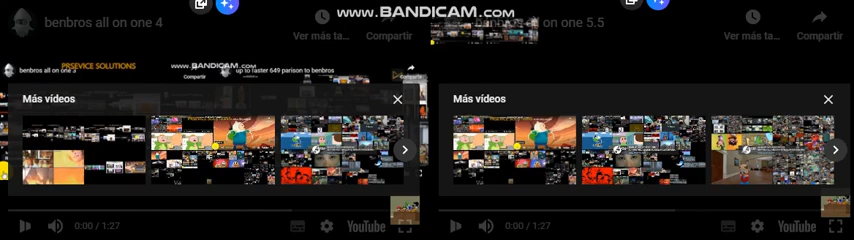 www.BANDICAM.com
benbros all on one 4
Ver más ta...
Compartir
on one 5.5
Ver más ta...
Compartir
PRSEVICE SOLUTIONS
www.BANDICAM.com
benbros all on one 3
Compartir
up to faster 649 parison to benbros
Compartir
Más vídeos
Más vídeos
0:00 / 1:27
YouTube
0:00 / 1:27
YouTube